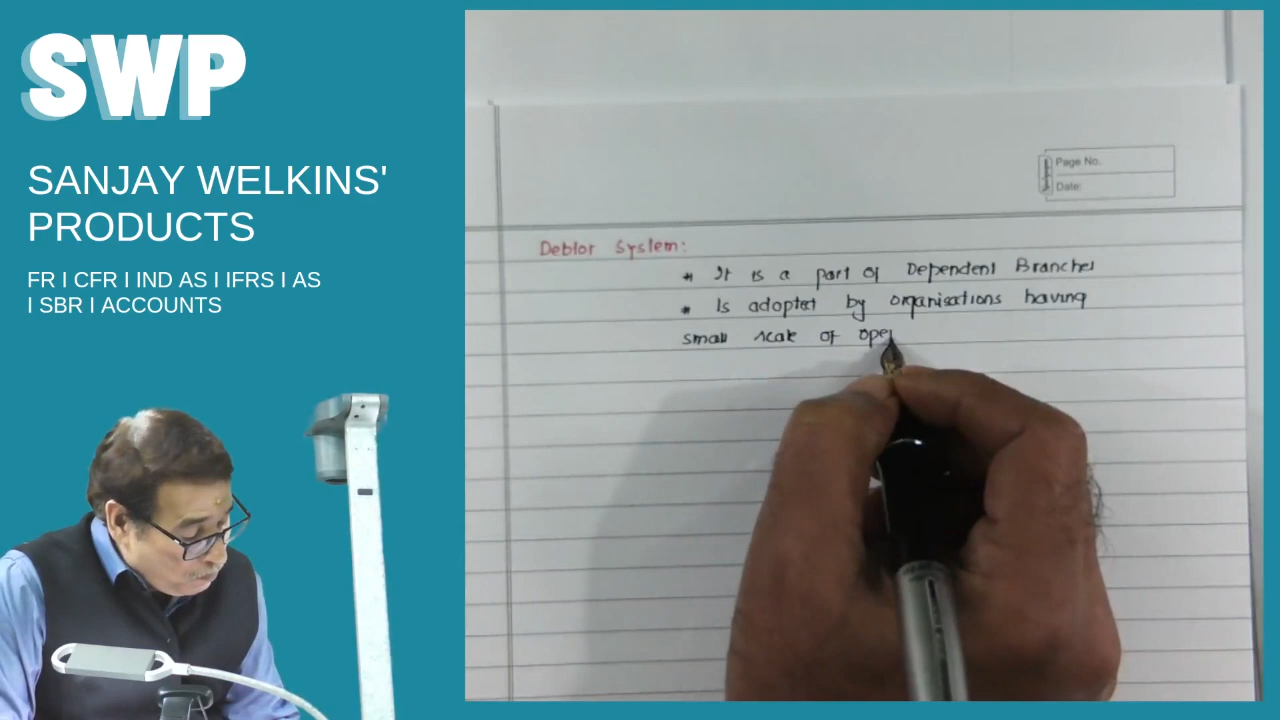 SWP
SANJAY WELKINS'
PRODUCTS
FR I CFR I IND AS I IFRS I AS
I SBR I ACCOUNTS
Page No.
Date:
Debtor System:
* It is a part of Dependent Branches
* Is adopted by organisations having
small scale of oper